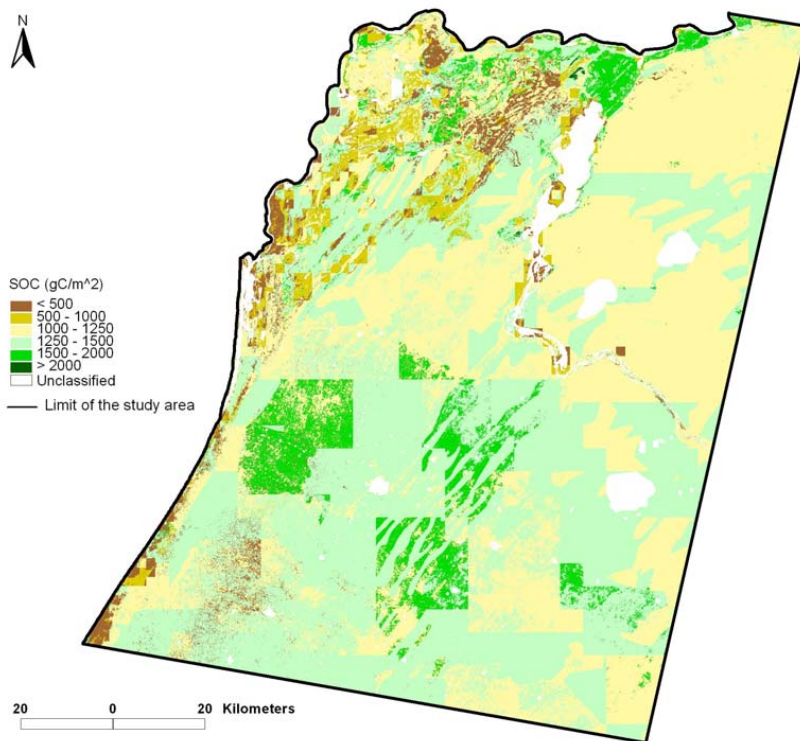 N
SOC (gC/m^2)
< 500
500 - 1000
1000 - 1250
1250 - 1500
1500 - 2000
> 2000
Unclassified
Limit of the study area
20 0 20 Kilometers